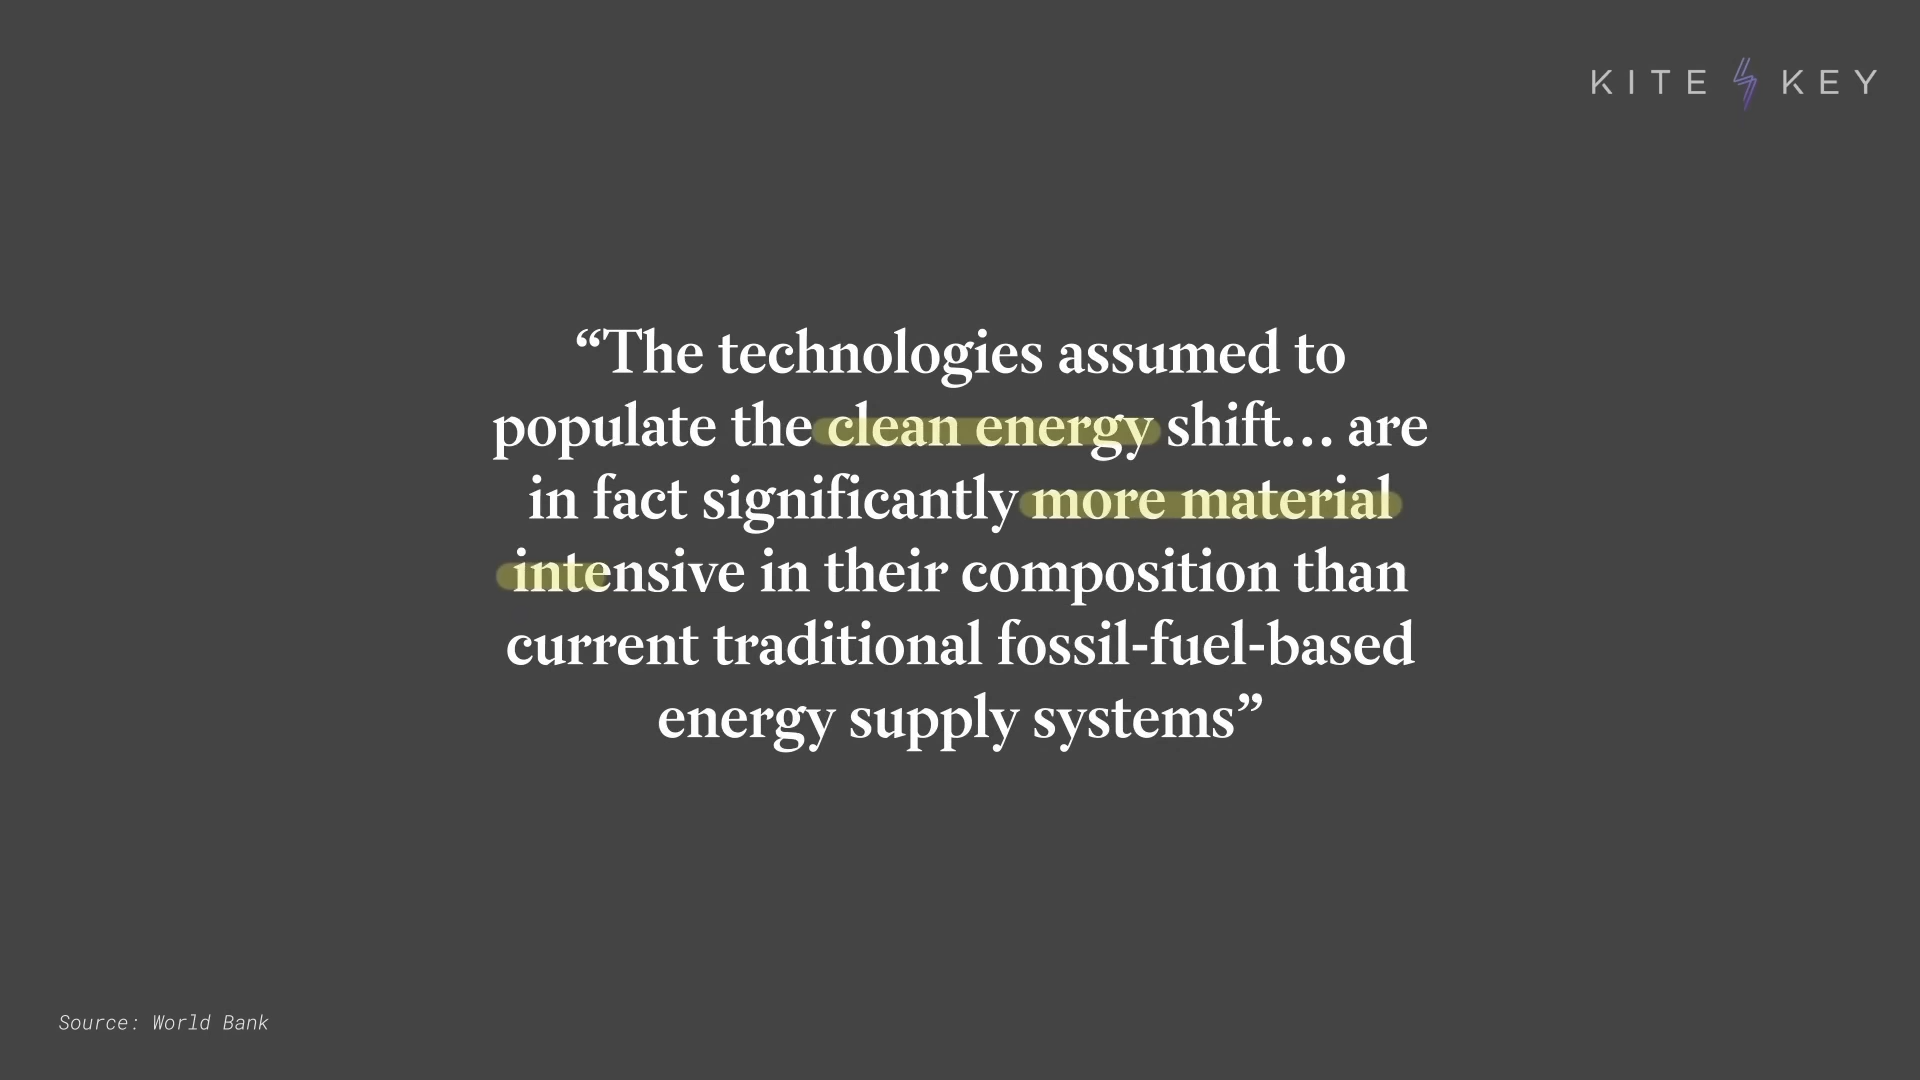 KITE KEY
“The technologies assumed to
populate the clean energy shift… are
in fact significantly more material
intensive in their composition than
current traditional fossil-fuel-based
energy supply systems”
Source: World Bank